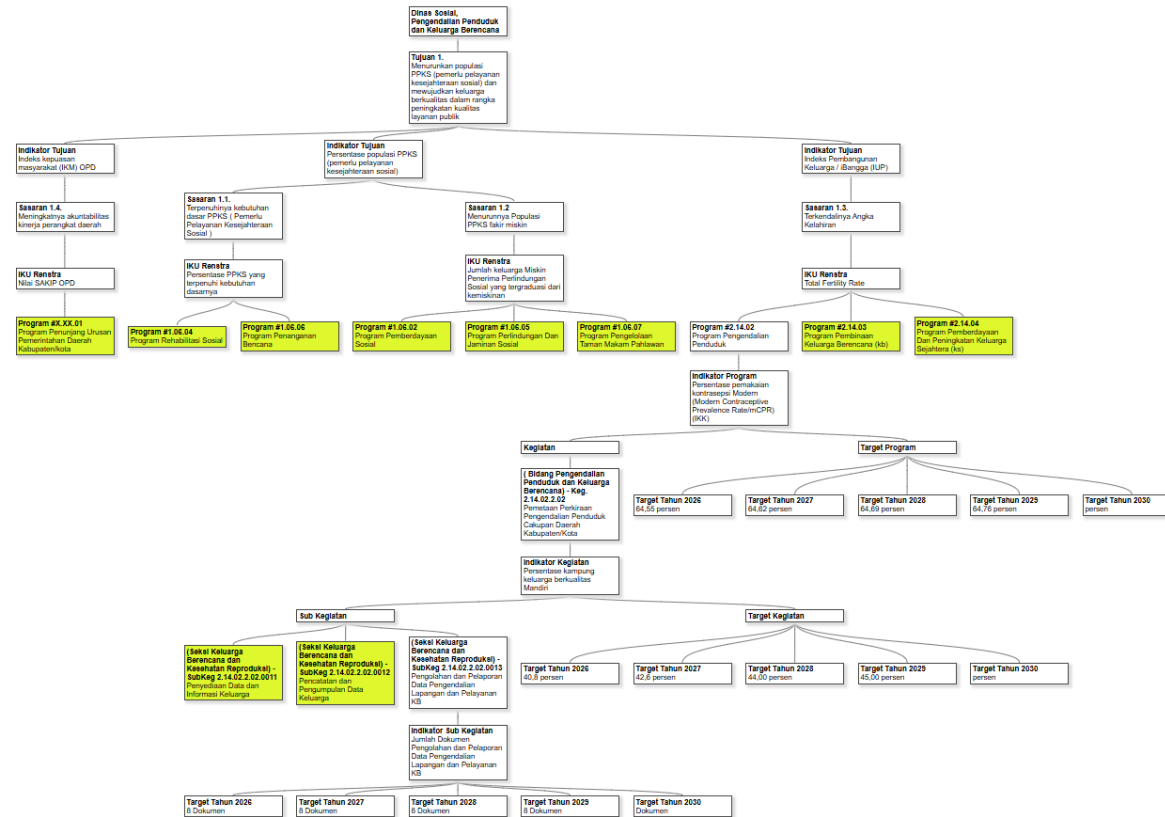 Dinas Sosial,
Pengendalian Penduduk
dan Keluarga Berencana
Tujuan 1.
Menurunkan populasi
PPKS (pemerlu pelayanan
kesejahteraan sosial) dan
mewujudkan keluarga
berkualitas dalam rangka
peningkatan kualitas
layanan publik
Indikator Tujuan
Indeks kepuasan
masyarakat (IKM) OPD
Indikator Tujuan
Persentase populasi PPKS
(pemerlu pelayanan
kesejahteraan sosial)
Indikator Tujuan
Indeks Pembangunan
Keluarga / iBangga (IUP)
Sasaran 1.4.
Meningkatnya akuntabilitas
kinerja perangkat daerah
Sasaran 1.1.
Terpenuhinya kebutuhan
dasar PPKS ( Pemerlu
Pelayanan Kesejahteraan
Sosial )
Sasaran 1.2
Menurunnya Populasi
PPKS fakir miskin
Sasaran 1.3.
Terkendalinya Angka
Kelahiran
IKU Renstra
Nilai SAKIP OPD
IKU Renstra
Persentase PPKS yang
terpenuhi kebutuhan
dasarnya
IKU Renstra
Jumlah keluarga Miskin
Penerima Perlindungan
Sosial yang tergraduasi dari
kemiskinan
IKU Renstra
Total Fertility Rate
Program #X.XX.01
Program Penunjang Urusan
Pemerintahan Daerah
Kabupaten/kota
Program #1.06.04
Program Rehabilitasi Sosial
Program #1.06.06
Program Penanganan
Bencana
Program #1.06.02
Program Pemberdayaan
Sosial
Program #1.06.05
Program Perlindungan Dan
Jaminan Sosial
Program #1.06.07
Program Pengelolaan
Taman Makam Pahlawan
Program #2.14.02
Program Pengendalian
Penduduk
Program #2.14.03
Program Pembinaan
Keluarga Berencana (kb)
Program #2.14.04
Program Pemberdayaan
Dan Peningkatan Keluarga
Sejahtera (ks)
Indikator Program
Persentase pemakaian
kontrasepsi Modern
(Modern Contraceptive
Prevalence Rate/mCPR)
(IKK)
Kegiatan
Target Program
( Bidang Pengendalian
Penduduk dan Keluarga
Berencana) - Keg.
2.14.02.2.02
Pemetaan Perkiraan
Pengendalian Penduduk
Cakupan Daerah
Kabupaten/Kota
Target Tahun 2026
64,55 persen
Target Tahun 2027
64,62 persen
Target Tahun 2028
64,69 persen
Target Tahun 2029
64,76 persen
Target Tahun 2030
persen
Indikator Kegiatan
Persentase kampung
keluarga berkualitas
Mandiri
Sub Kegiatan
Target Kegiatan
(Seksi Keluarga
Berencana dan
Kesehatan Reproduksi) -
SubKeg 2.14.02.2.02.0011
Penyediaan Data dan
Informasi Keluarga
(Seksi Keluarga
Berencana dan
Kesehatan Reproduksi) -
SubKeg 2.14.02.2.02.0012
Pencatatan dan
Pengumpulan Data
Keluarga
(Seksi Keluarga
Berencana dan
Kesehatan Reproduksi) -
SubKeg 2.14.02.2.02.0013
Pengolahan dan Pelaporan
Data Pengendalian
Lapangan dan Pelayanan
KB
Target Tahun 2026
40,8 persen
Target Tahun 2027
42,6 persen
Target Tahun 2028
44,00 persen
Target Tahun 2029
45,00 persen
Target Tahun 2030
persen
Indikator Sub Kegiatan
Jumlah Dokumen
Pengolahan dan Pelaporan
Data Pengendalian
Lapangan dan Pelayanan
KB
Target Tahun 2026
8 Dokumen
Target Tahun 2027
8 Dokumen
Target Tahun 2028
8 Dokumen
Target Tahun 2029
8 Dokumen
Target Tahun 2030
Dokumen